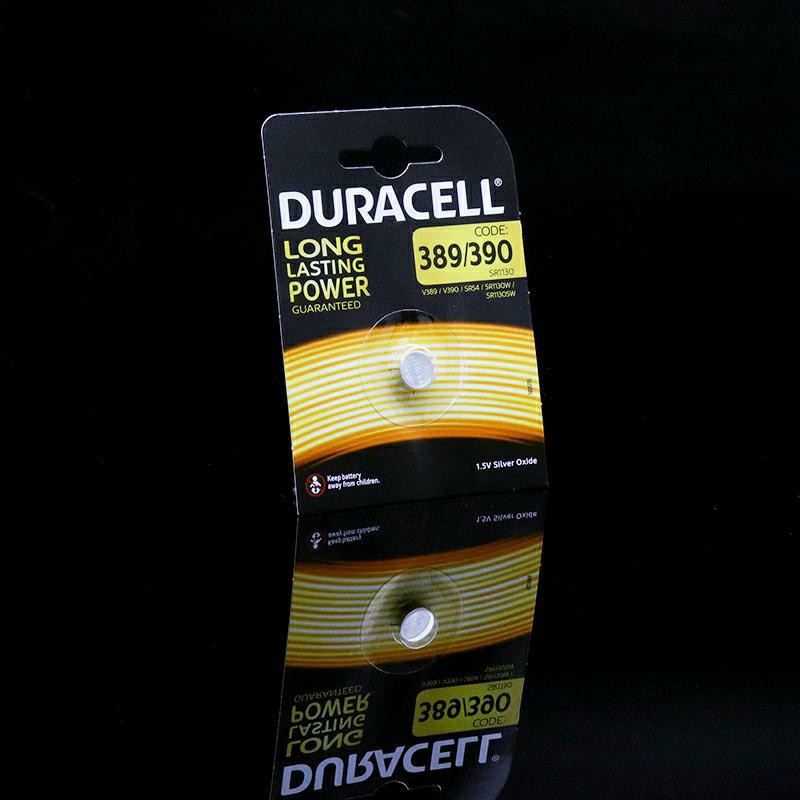 DURACELL®
LONG
LASTING
POWER
GUARANTEED
CODE:
389/390
SR1130
V389 / V390 / SR54 / SR1130W /
SR1130SW
1.5V Silver Oxide
Keep battery
away from children.